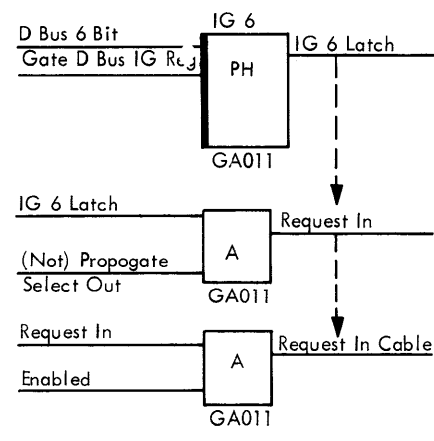 IG 6
D Bus 6 Bit
IG 6 Latch
Gate D Bus IG Reg
PH
GA011
IG 6 Latch
Request In
(Not) Propogate
A
Select Out
GA011
Request In
Request In Cable
A
Enabled
GA011